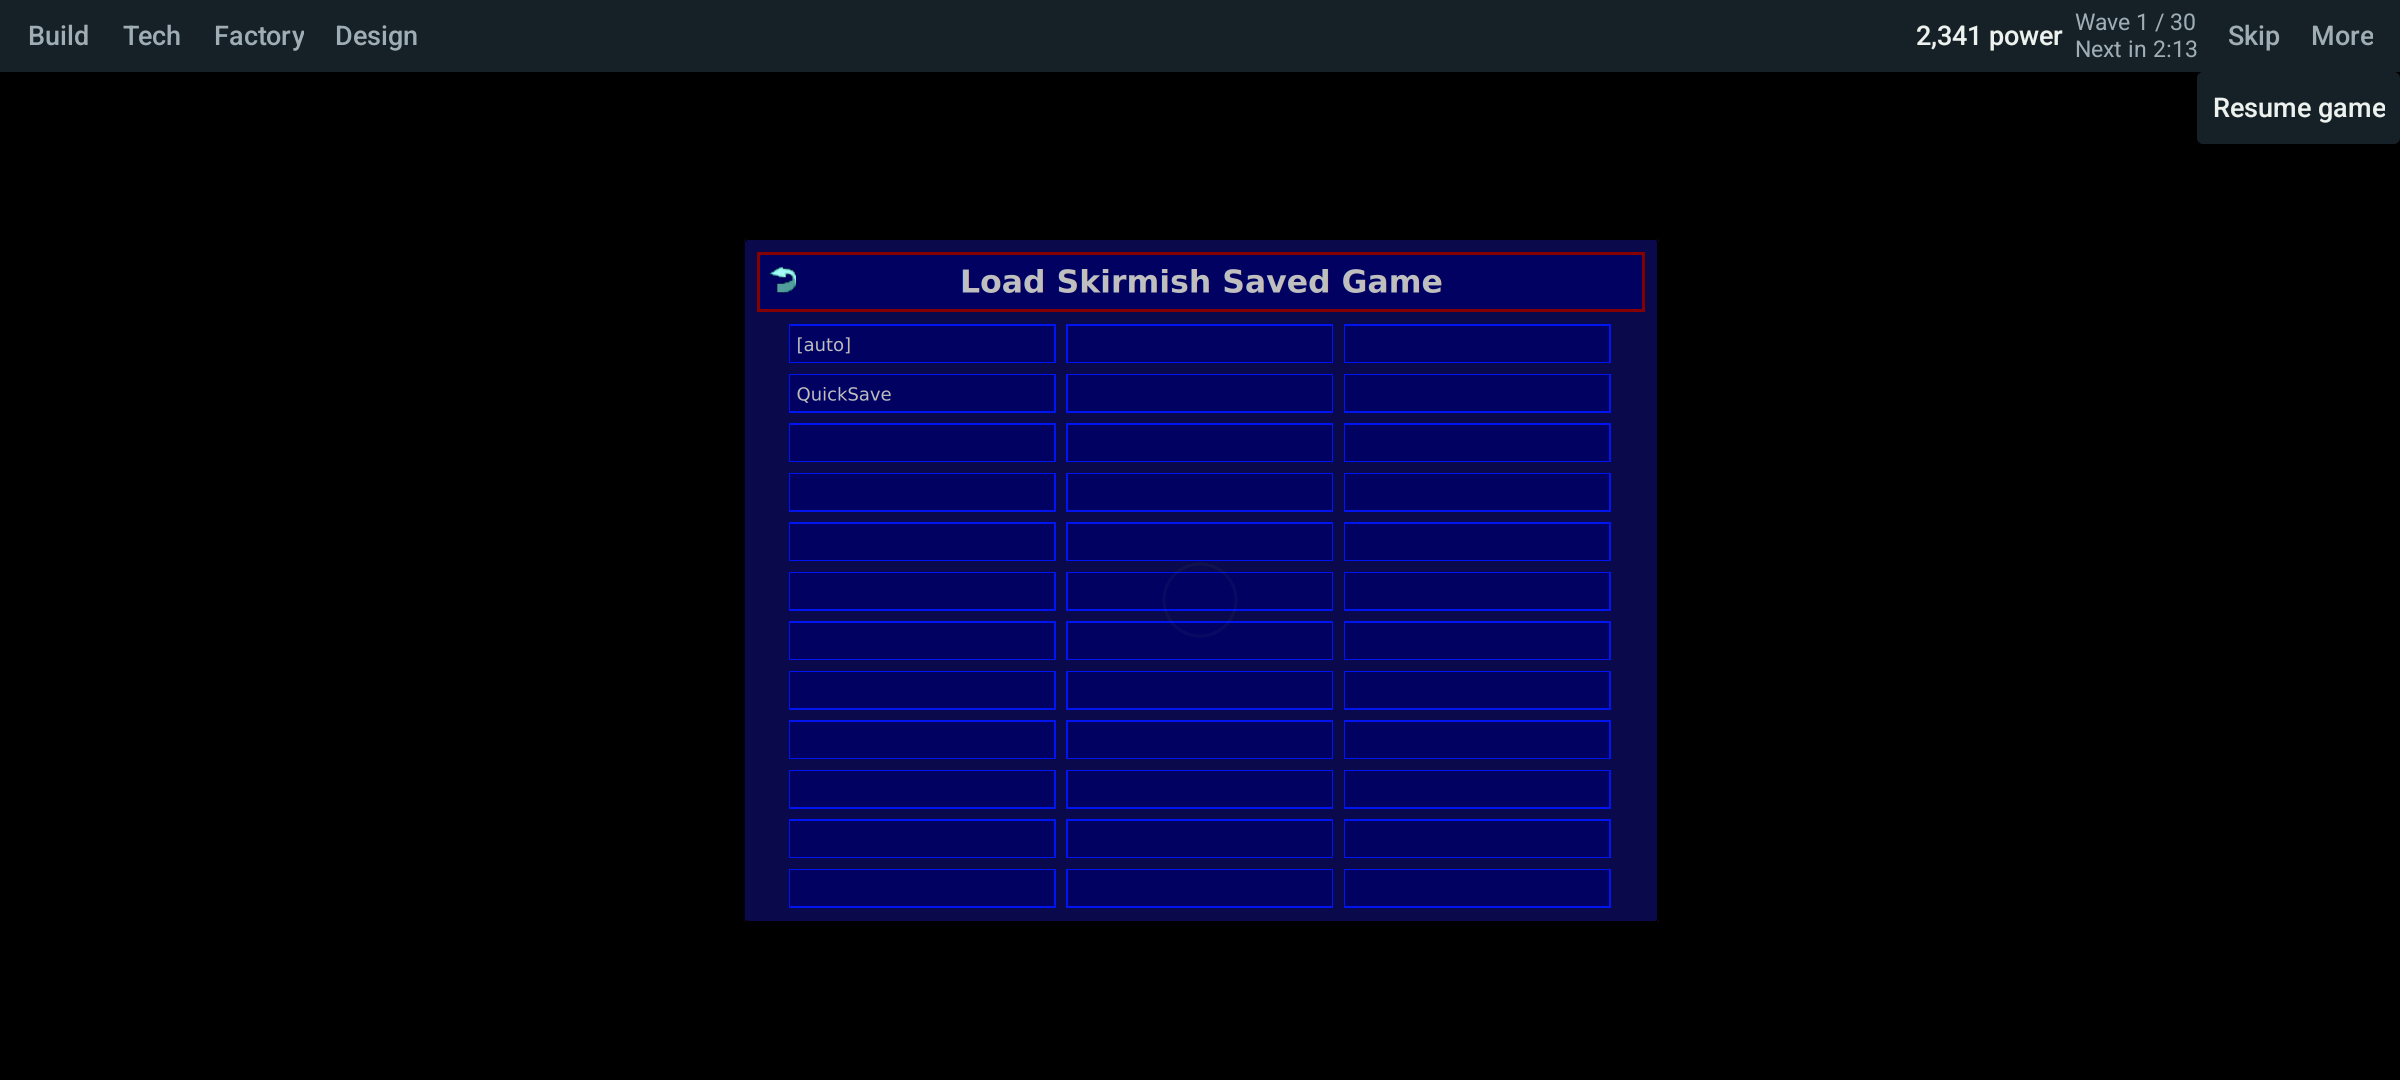 Build Tech Factory Design 2,341 power Wave 1 / 30 Skip More
Next in 2:13
Resume game
Load Skirmish Saved Game
[auto]
QuickSave